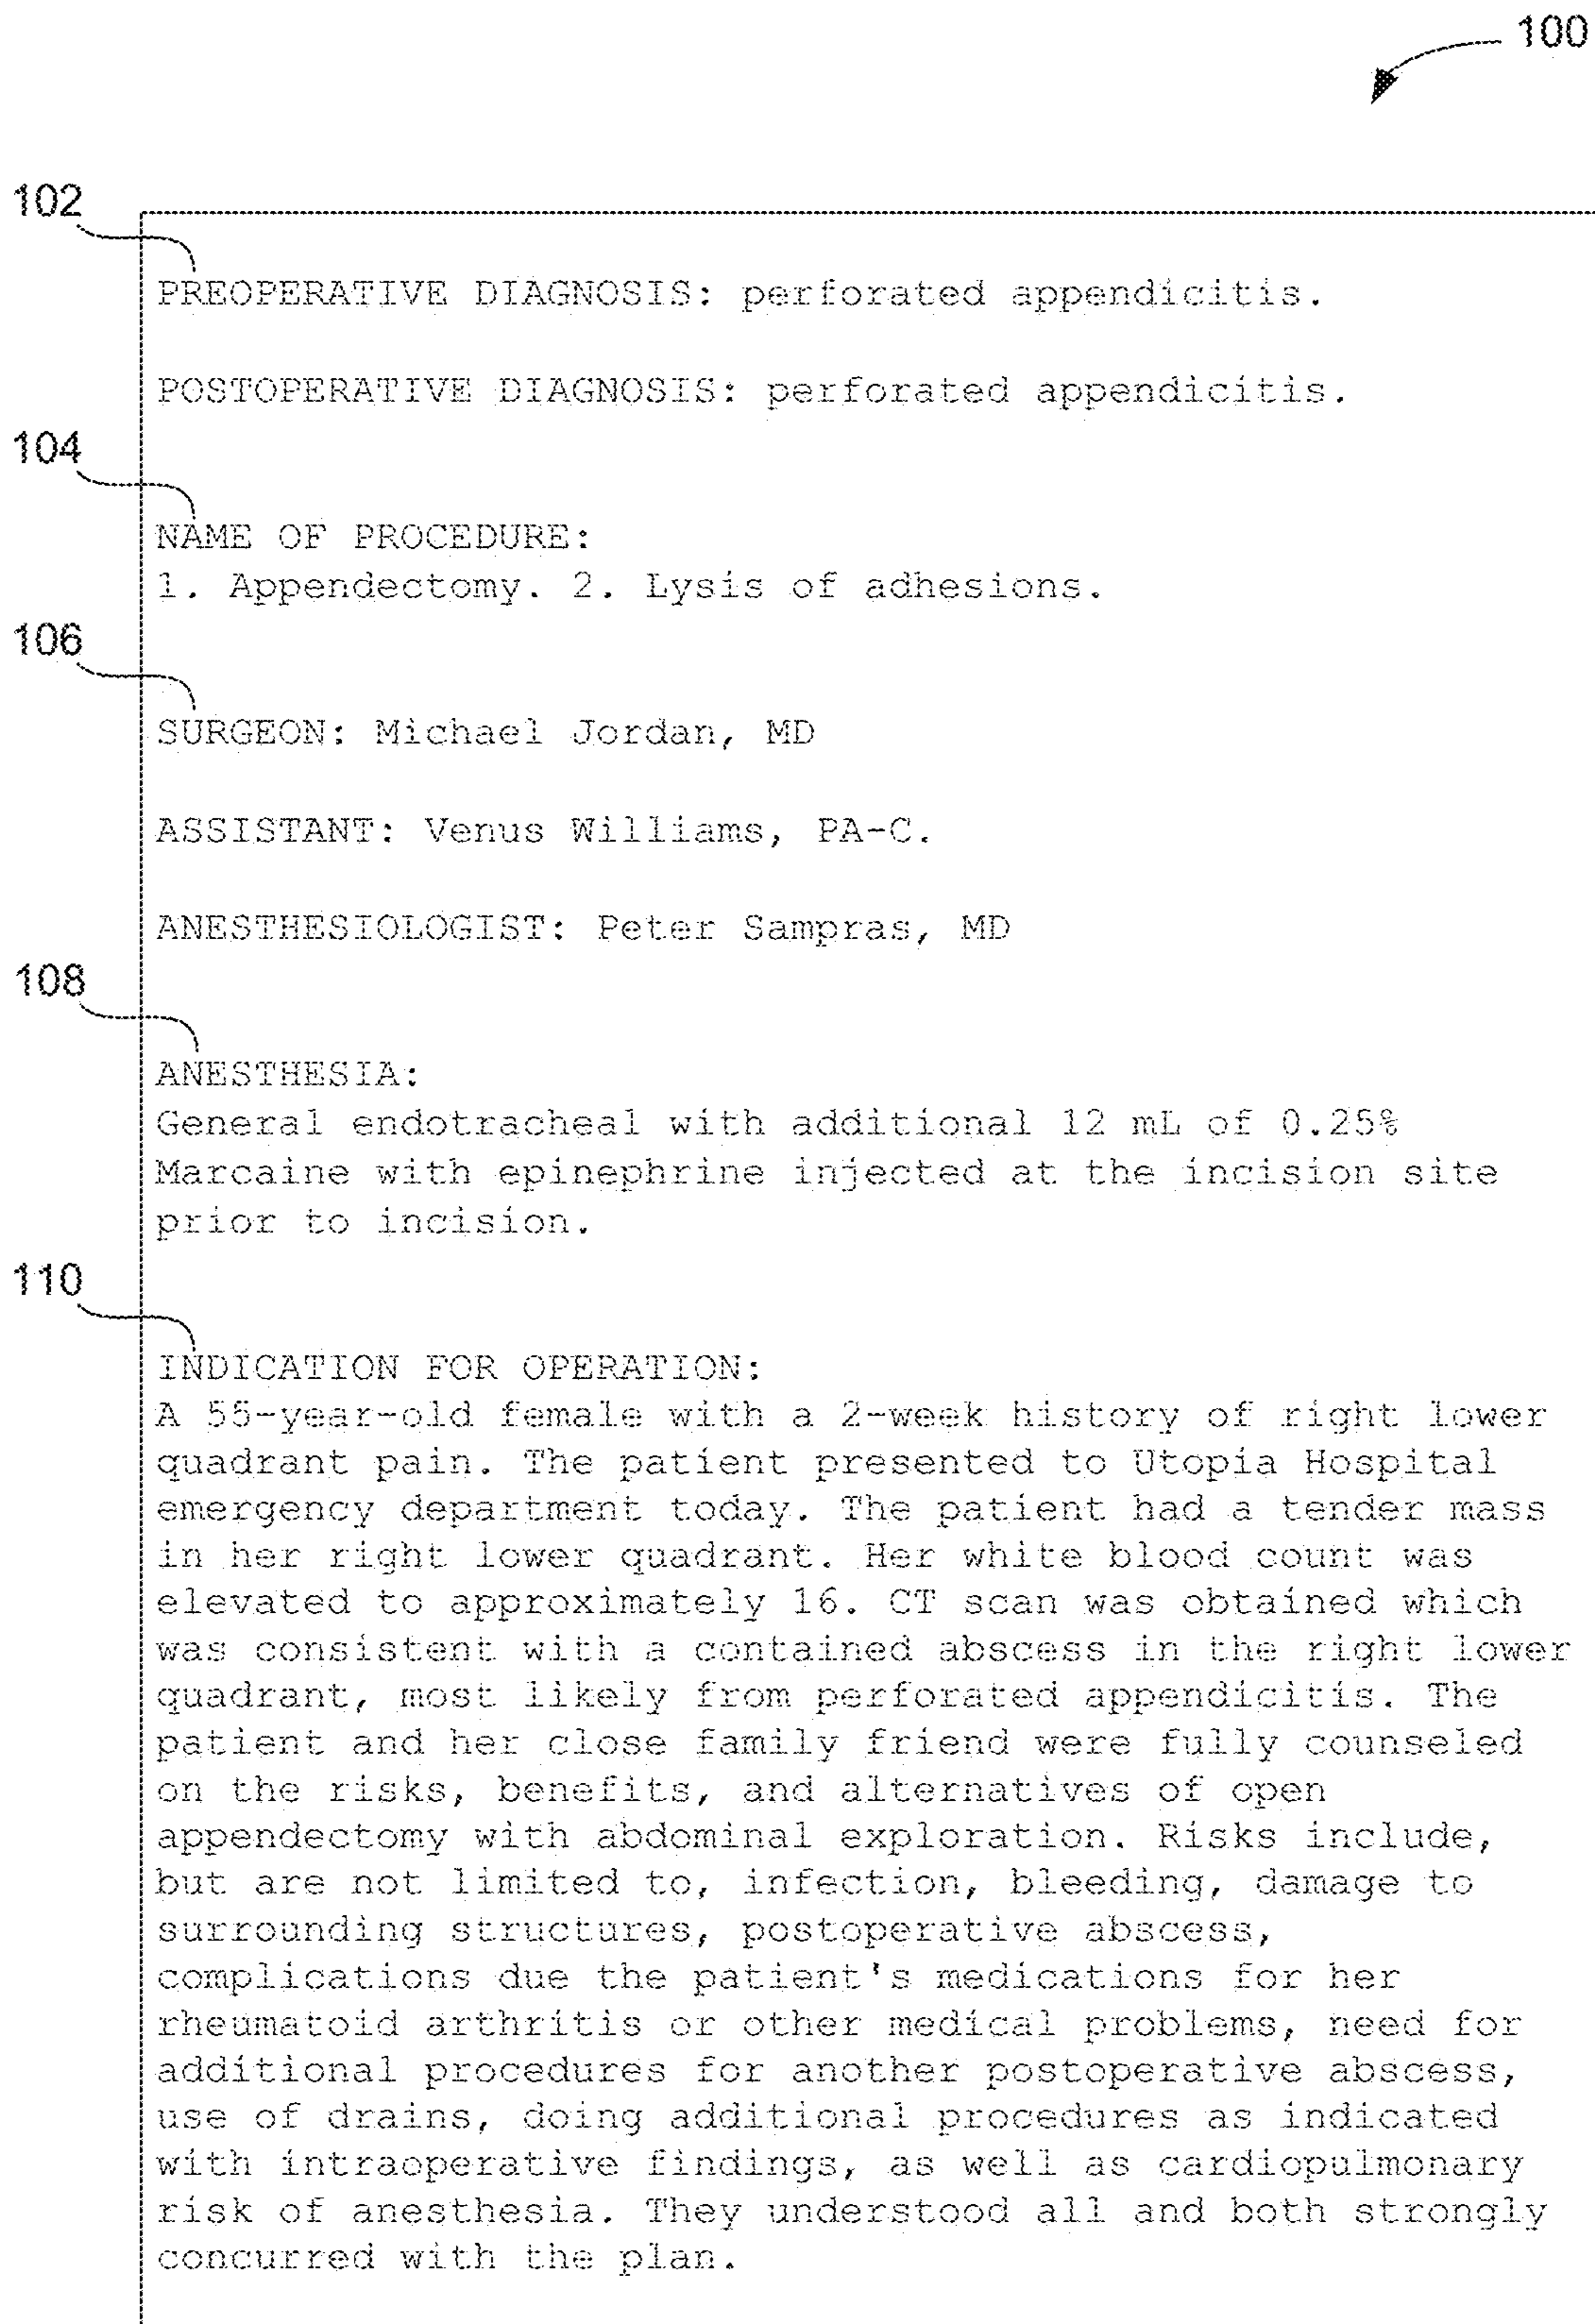 100
102
PREOPERATIVE DIAGNOSIS: perforated appendicitis.
POSTOPERATIVE DIAGNOSIS: perforated appendicitis.
104
NAME OF PROCEDURE:
1. Appendectomy. 2. Lysis of adhesions.
106
SURGEON: Michael Jordan, MD
ASSISTANT: Venus Williams, PA-C.
ANESTHESIOLOGIST: Peter Sampras, MD
108
ANESTHESIA:
General endotracheal with additional 12 mL of 0.25%
Marcaine with epinephrine injected at the incision site
prior to incision.
110
INDICATION FOR OPERATION:
A 55-year-old female with a 2-week history of right lower
quadrant pain. The patient presented to Utopia Hospital
emergency department today. The patient had a tender mass
in her right lower quadrant. Her white blood count was
elevated to approximately 16. CT scan was obtained which
was consistent with a contained abscess in the right lower
quadrant, most likely from perforated appendicitis. The
patient and her close family friend were fully counseled
on the risks, benefits, and alternatives of open
appendectomy with abdominal exploration. Risks include,
but are not limited to, infection, bleeding, damage to
surrounding structures, postoperative abscess,
complications due the patient's medications for her
rheumatoid arthritis or other medical problems, need for
additional procedures for another postoperative abscess,
use of drains, doing additional procedures as indicated
with intraoperative findings, as well as cardiopulmonary
risk of anesthesia. They understood all and both strongly
concurred with the plan.